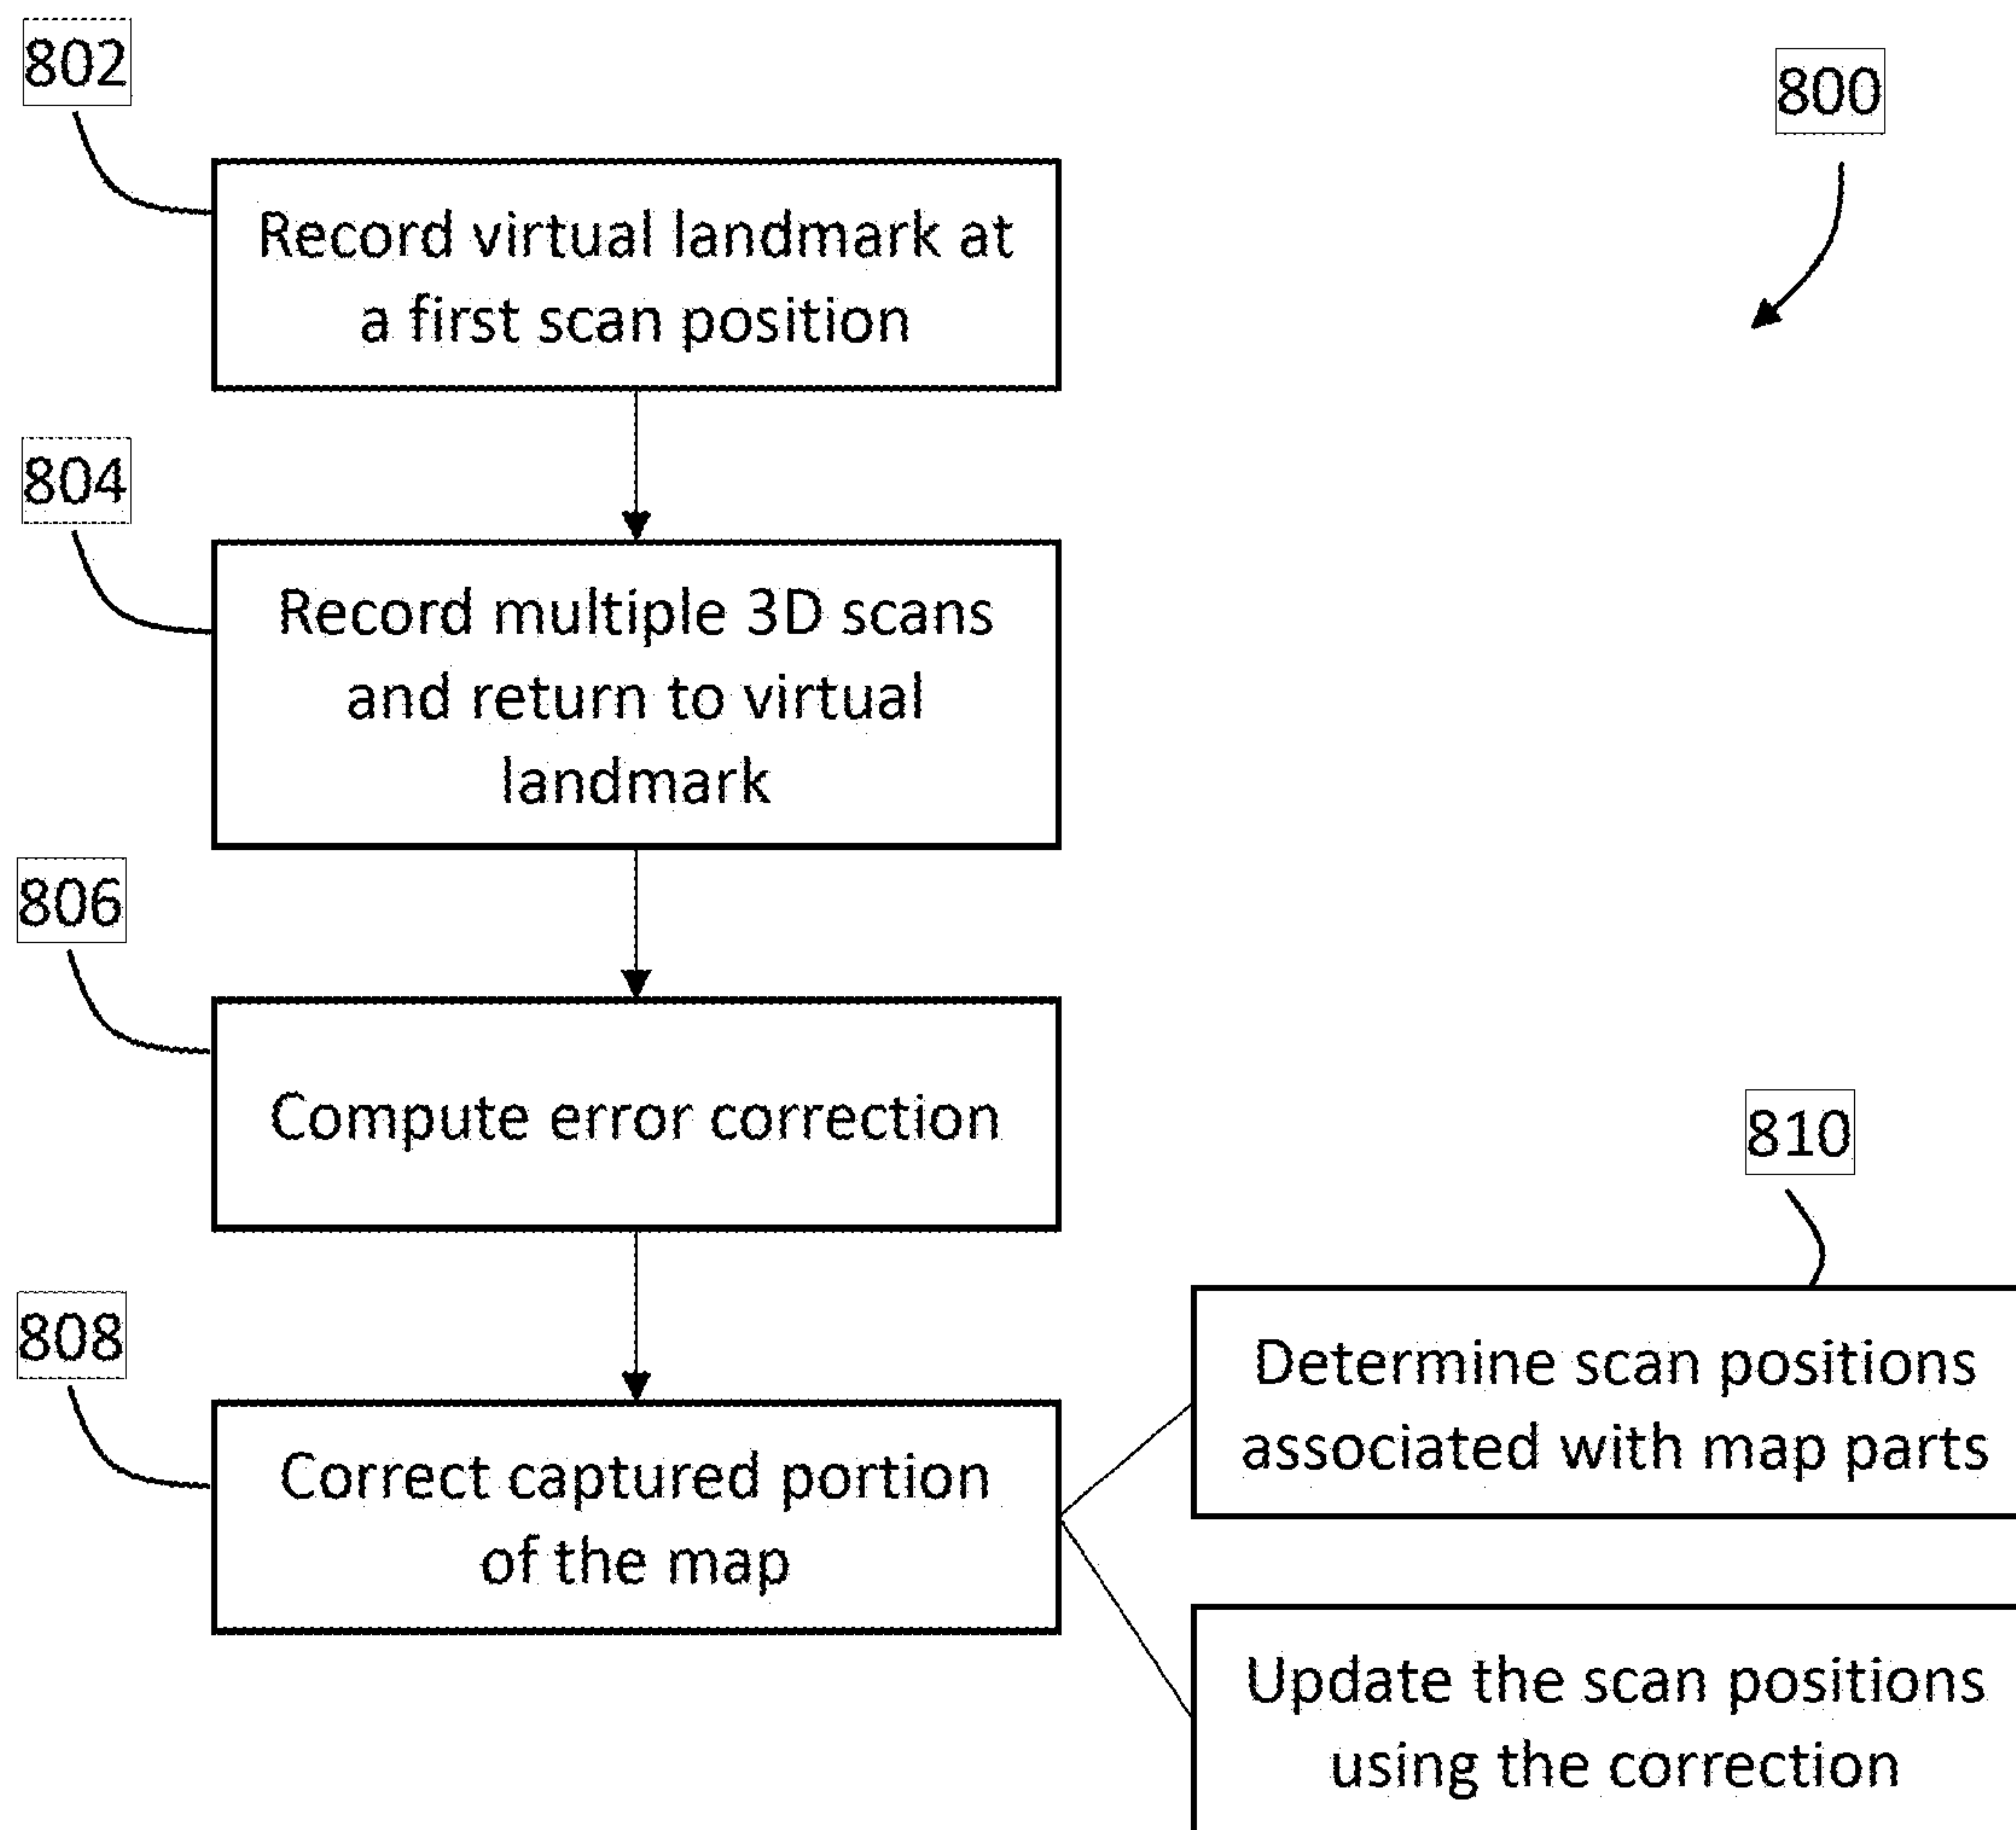 802
800
Record virtual landmark at
a first scan position
804
Record multiple 3D scans
and return to virtual
landmark
806
Compute error correction
808
Correct captured portion
of the map
810
Determine scan positions
associated with map parts
Update the scan positions
using the correction